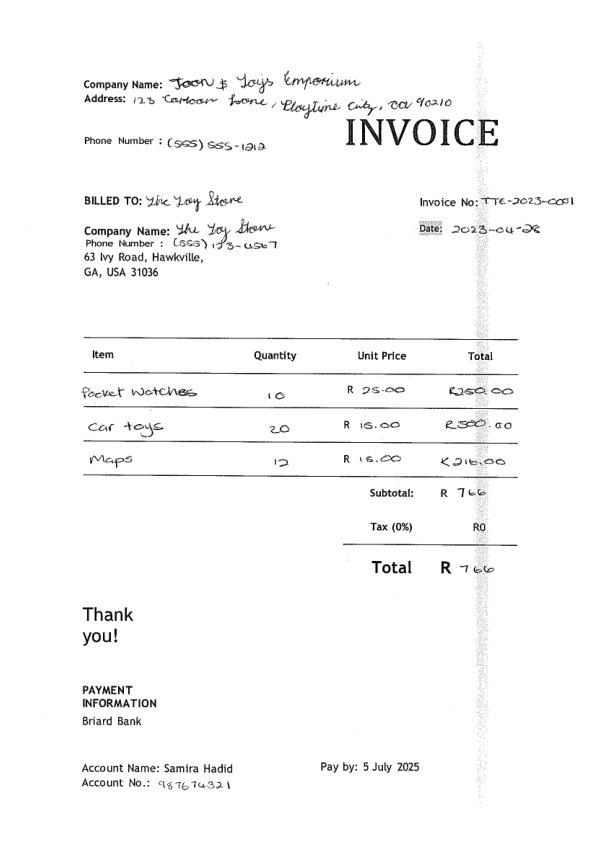 Company Name: Toon & Toys Emporium
Address: 123 Cartoon Lane, Playtime City, CA 90210
INVOICE
Phone Number : (555) 555-1212
BILLED TO: The Toy Store
Invoice No: TTE-2023-0001
Company Name: The Toy Store
Date: 2023-04-28
Phone Number : (555) 123-4567
63 Ivy Road, Hawkville,
GA, USA 31036
Item Quantity Unit Price Total
Pocket Watches 10 R 25.00 R250.00
Car toys 20 R 15.00 R300.00
Maps 12 R 18.00 R216.00
Subtotal: R 766
Tax (0%) R0
Total R 766
Thank
you!
PAYMENT
INFORMATION
Briard Bank
Account Name: Samira Hadid
Pay by: 5 July 2025
Account No.: 987674321